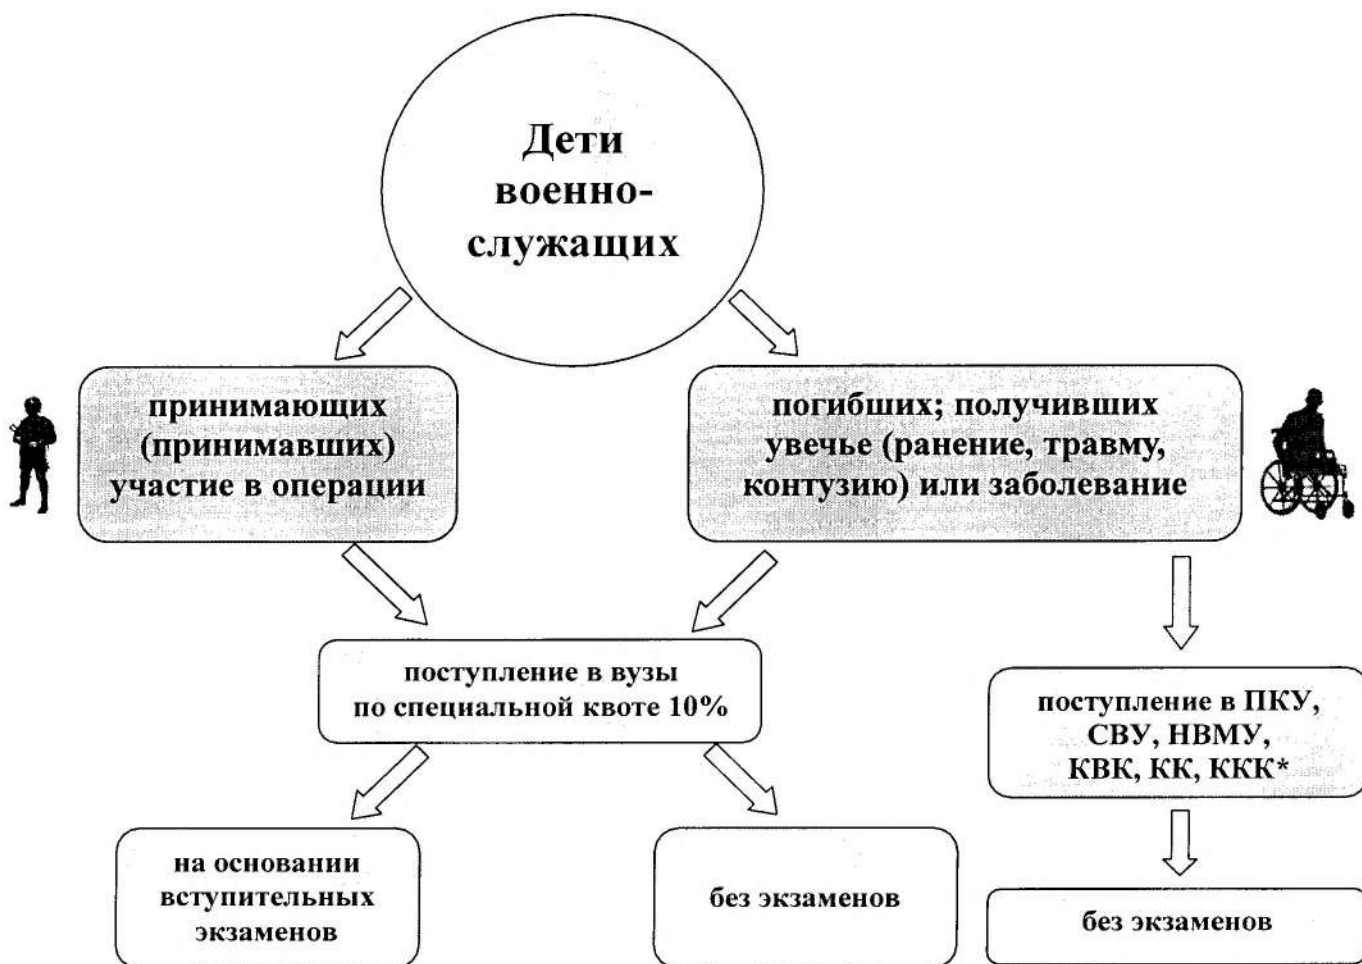 Дети
военно-
служащих
принимающих
(принимавших)
участие в операции
погибших; получивших
увечье (ранение, травму,
контузию) или заболевание
поступление в вузы
по специальной квоте 10%
поступление в ПКУ,
СВУ, НВМУ,
КВК, КК, ККК*
на основании
вступительных
экзаменов
без экзаменов
без экзаменов